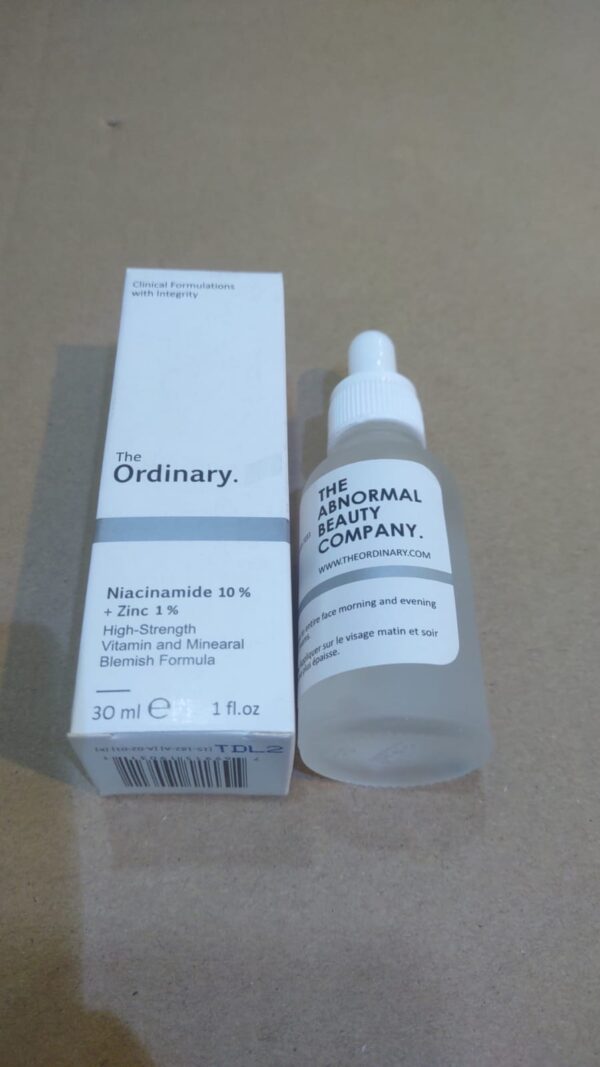 Clinical Formulations
with Integrity
The
Ordinary.
Niacinamide 10 %
+ Zinc 1 %
High-Strength
Vitamin and Minearal
Blemish Formula
30 ml e 1 fl.oz
TDL2
THE
ABNORMAL
BEAUTY
COMPANY.
WWW.THEORDINARY.COM
face morning and evening
sur le visage matin et soir
plus épaisse.